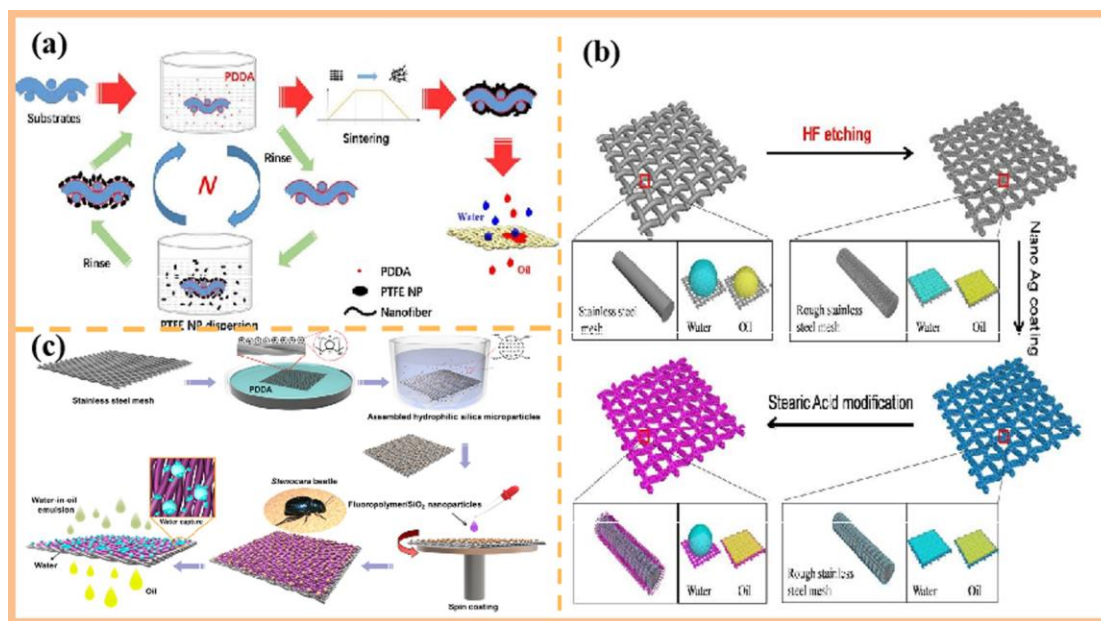 (a)
PDDA
Substrates
Sintering
Rinse
N
Water
Oil
Rinse
PDDA
PTFE NP
Nanofiber
PTFE NP dispersion
(b)
HF etching
Stainless steel
mesh
Water
Oil
Rough stainless
steel mesh
Water
Oil
Nano Ag coating
Stearic Acid modification
Water
Oil
Rough stainless
steel mesh
Water
Oil
(c)
Stainless steel mesh
PDDA
Assembled hydrophilic silica microparticles
Stenocara beetle
Fluoropolymer/SiO₂ nanoparticles
Spin coating
Water-in-oil
emulsion
Water capture
Water
Oil